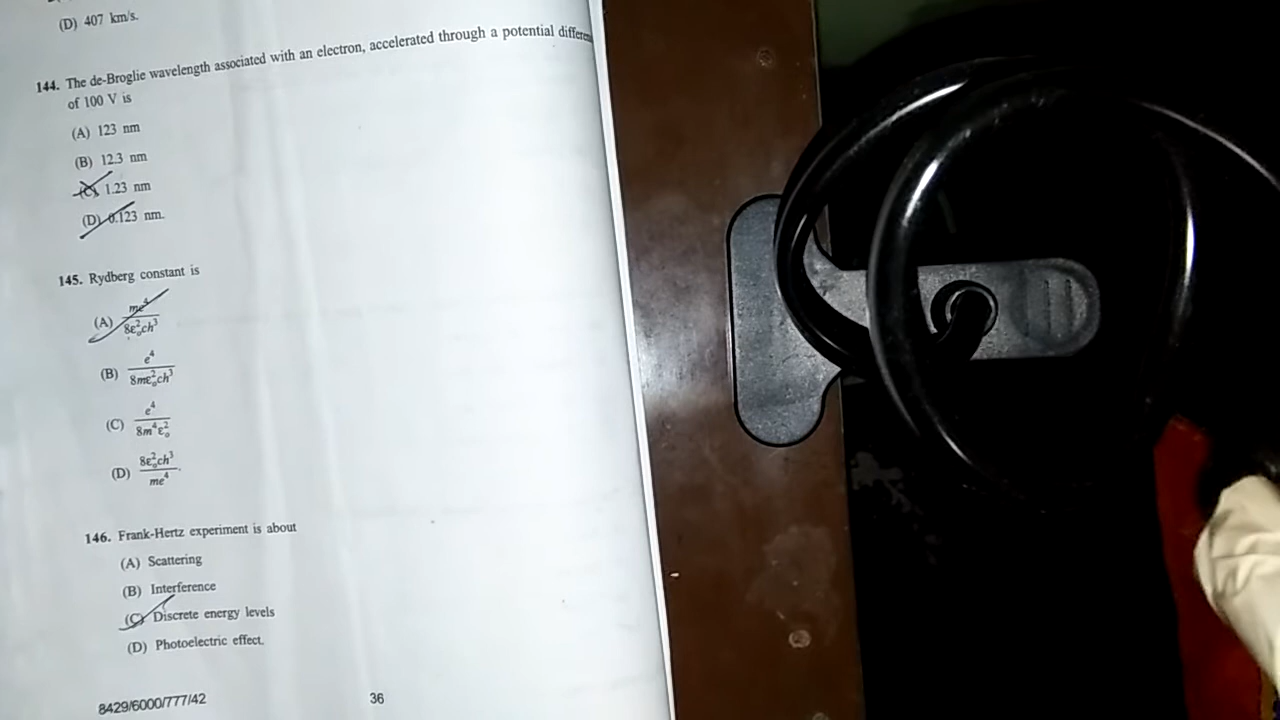 (D) 407 km/s.
144. The de-Broglie wavelength associated with an electron, accelerated through a potential
of 100 V is
(A) 123 nm
(B) 12.3 nm
(C) 1.23 nm
(D) 0.123 nm.
145. Rydberg constant is
(A) me⁴ / 8ε₀²ch³
(B) e⁴ / 8mε₀²ch³
(C) e⁴ / 8m⁴ε₀²
(D) 8ε₀²ch³ / me⁴.
146. Frank-Hertz experiment is about
(A) Scattering
(B) Interference
(C) Discrete energy levels
(D) Photoelectric effect.
8429/6000/777/42 36